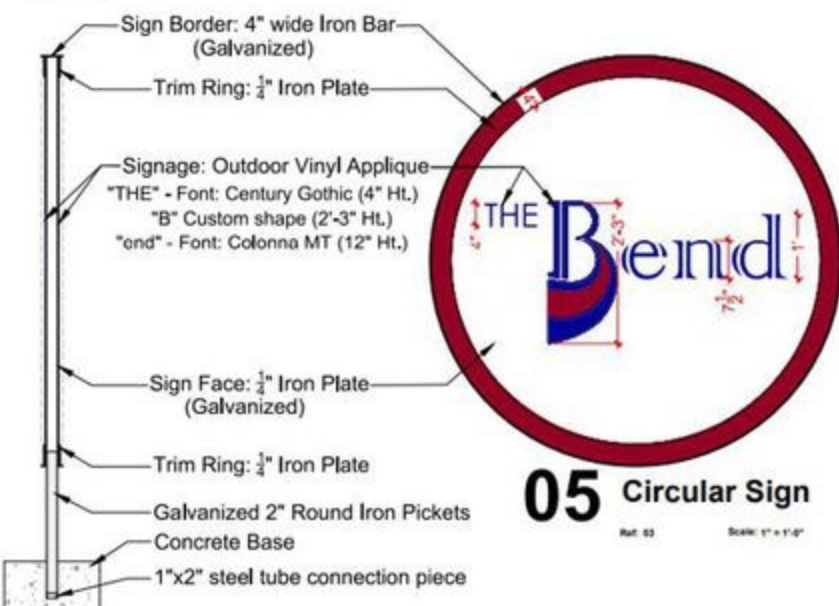 Sign Border: 4" wide Iron Bar
(Galvanized)
Trim Ring: 1/4" Iron Plate
4"
Signage: Outdoor Vinyl Applique
"THE" - Font: Century Gothic (4" Ht.)
"B" Custom shape (2'-3" Ht.)
"end" - Font: Colonna MT (12" Ht.)
THE Bend
4"
2'-3"
7 1/2"
1'
Sign Face: 1/4" Iron Plate
(Galvanized)
Trim Ring: 1/4" Iron Plate
05 Circular Sign
Ref: 03 Scale: 1" = 1'-0"
Galvanized 2" Round Iron Pickets
Concrete Base
1"x2" steel tube connection piece